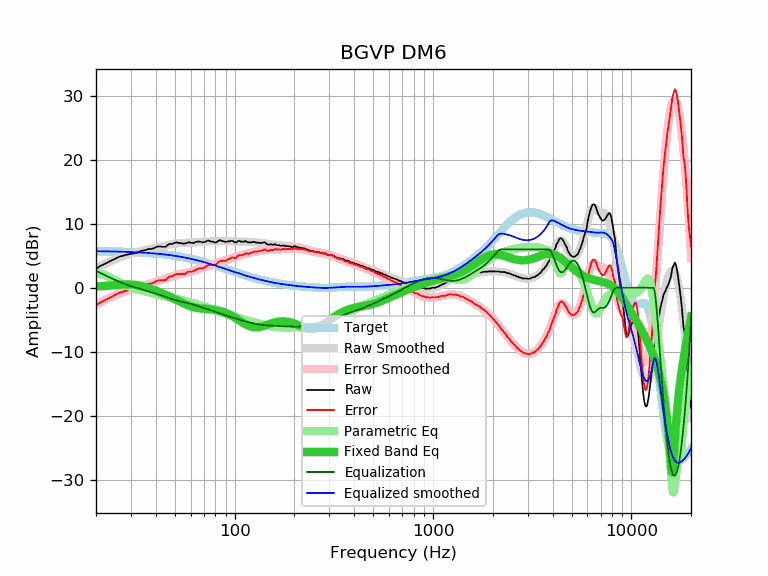 BGVP DM6
Amplitude (dBr)
30
20
10
0
−10
−20
−30
Target
Raw Smoothed
Error Smoothed
Raw
Error
Parametric Eq
Fixed Band Eq
Equalization
Equalized smoothed
100
1000
10000
Frequency (Hz)